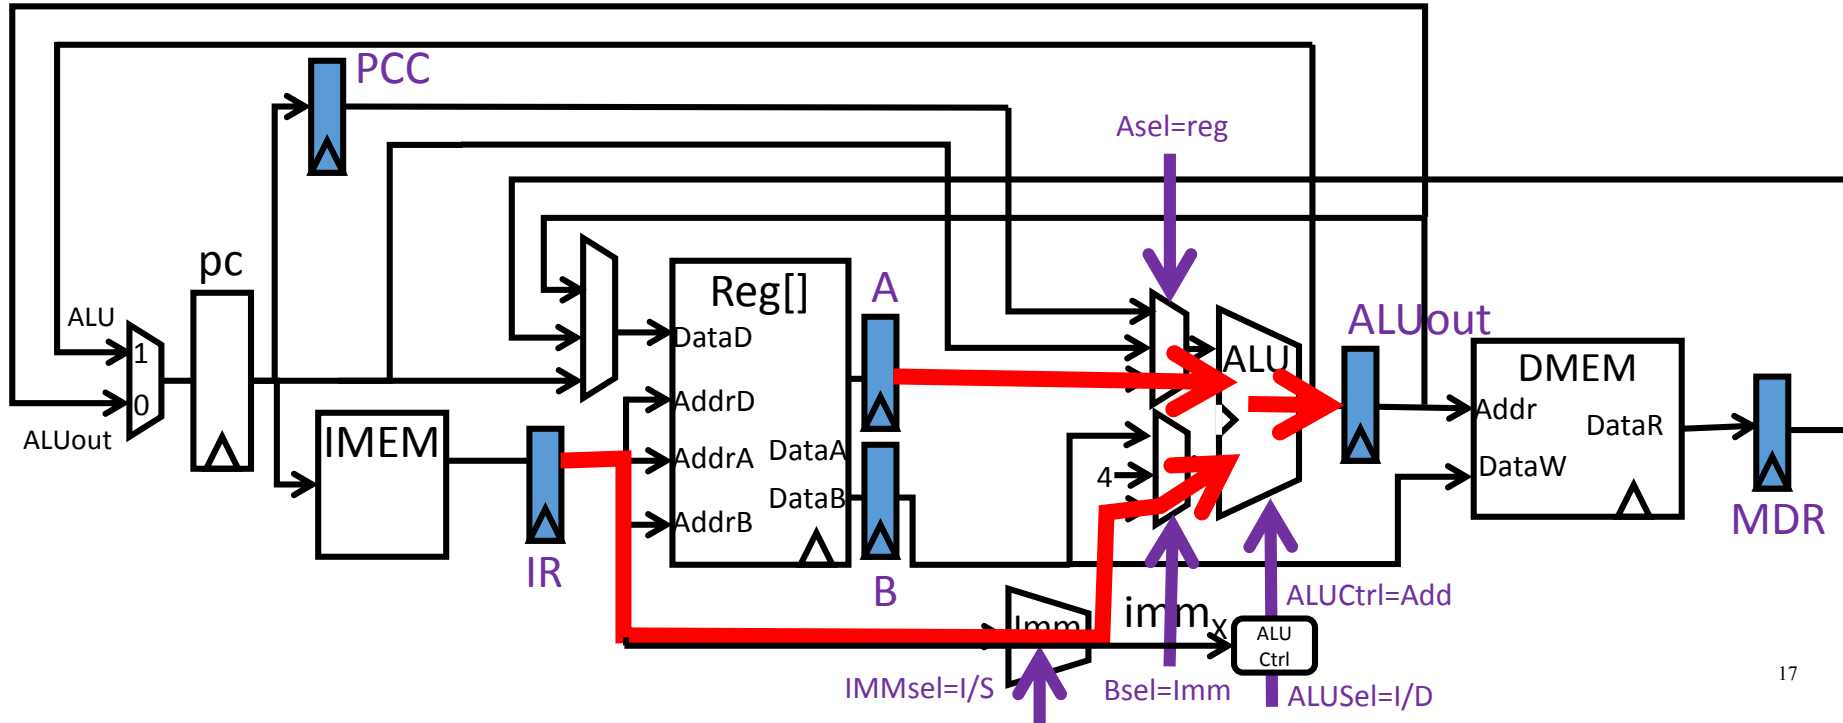 PCC
Asel=reg
pc
ALU
1
0
ALUout
IMEM
IR
Reg[]
DataD
AddrD
AddrA
DataA
DataB
AddrB
A
B
4
ALU
ALUout
DMEM
Addr
DataR
DataW
MDR
Imm
immx
ALUCtrl=Add
ALU
Ctrl
IMMsel=I/S
Bsel=Imm
ALUSel=I/D
17